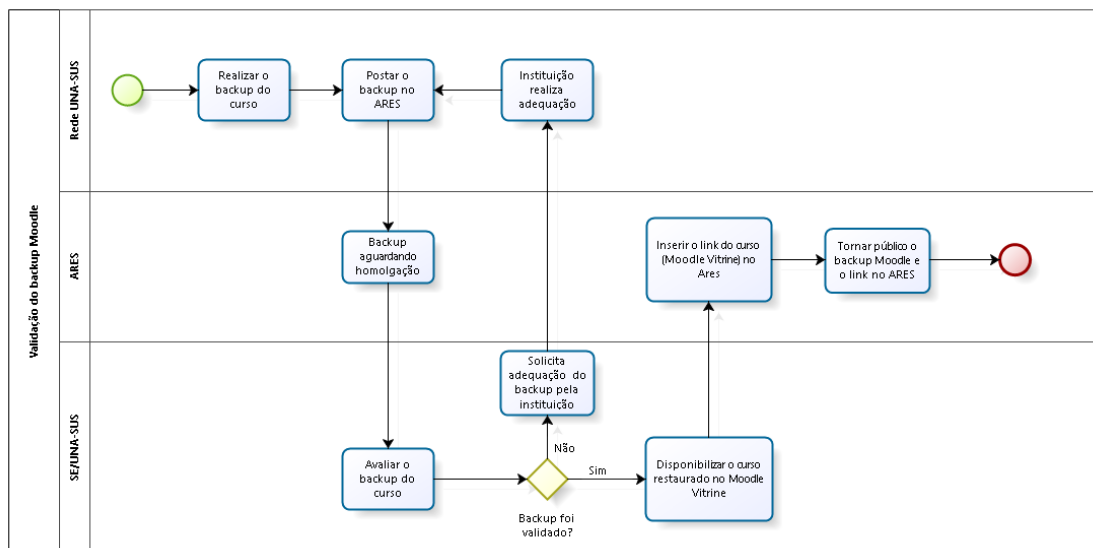 Validação do backup Moodle
Rede UNA-SUS
Realizar o
backup do
curso
Postar o
backup no
ARES
Instituição
realiza
adequação
ARES
Backup
aguardando
homolgação
Inserir o link do curso
(Moodle Vitrine) no
Ares
Tornar público o
backup Moodle e
o link no ARES
SE/UNA-SUS
Solicita
adequação do
backup pela
instituição
Não
Avaliar o
backup do
curso
Sim
Backup foi
validado?
Disponibilizar o curso
restaurado no Moodle
Vitrine